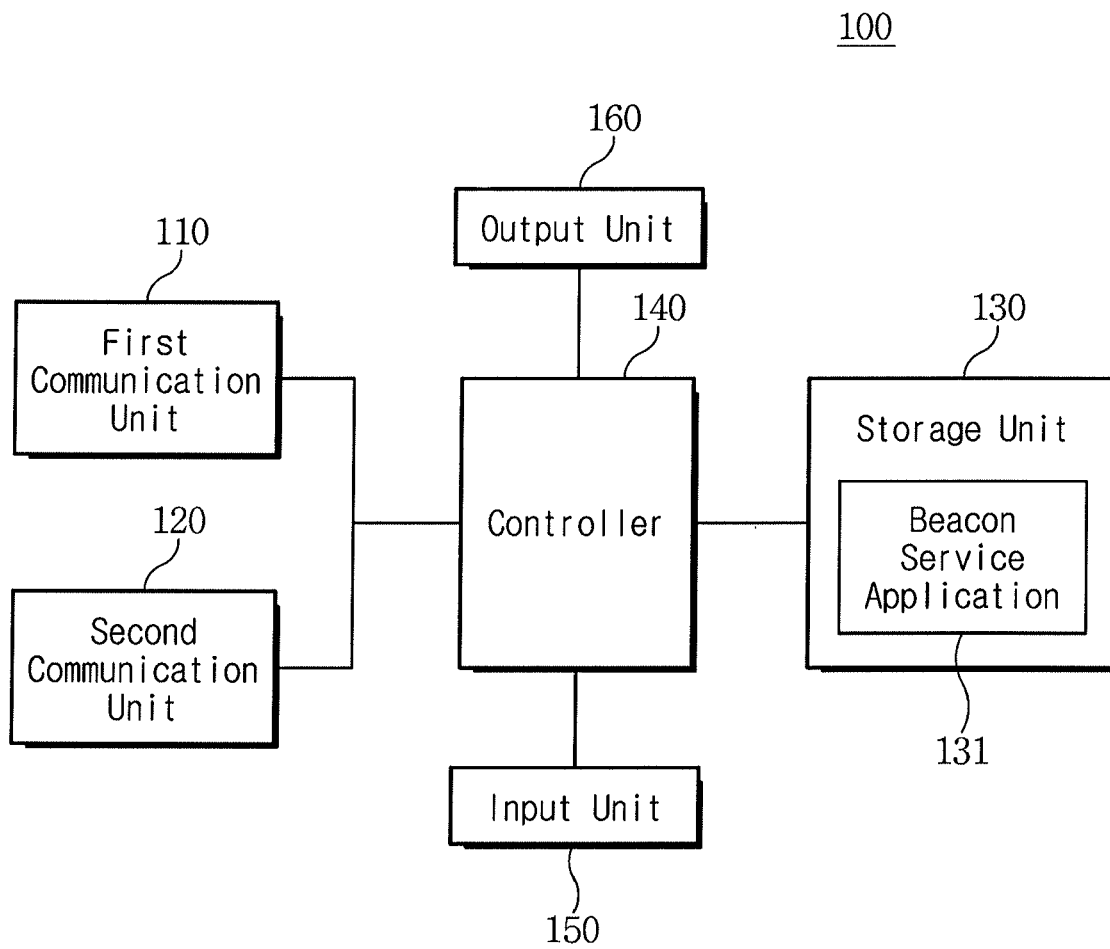 100
160
Output Unit
110
First
Communication
Unit
140
130
Storage Unit
Controller
Beacon
Service
Application
120
Second
Communication
Unit
131
Input Unit
150